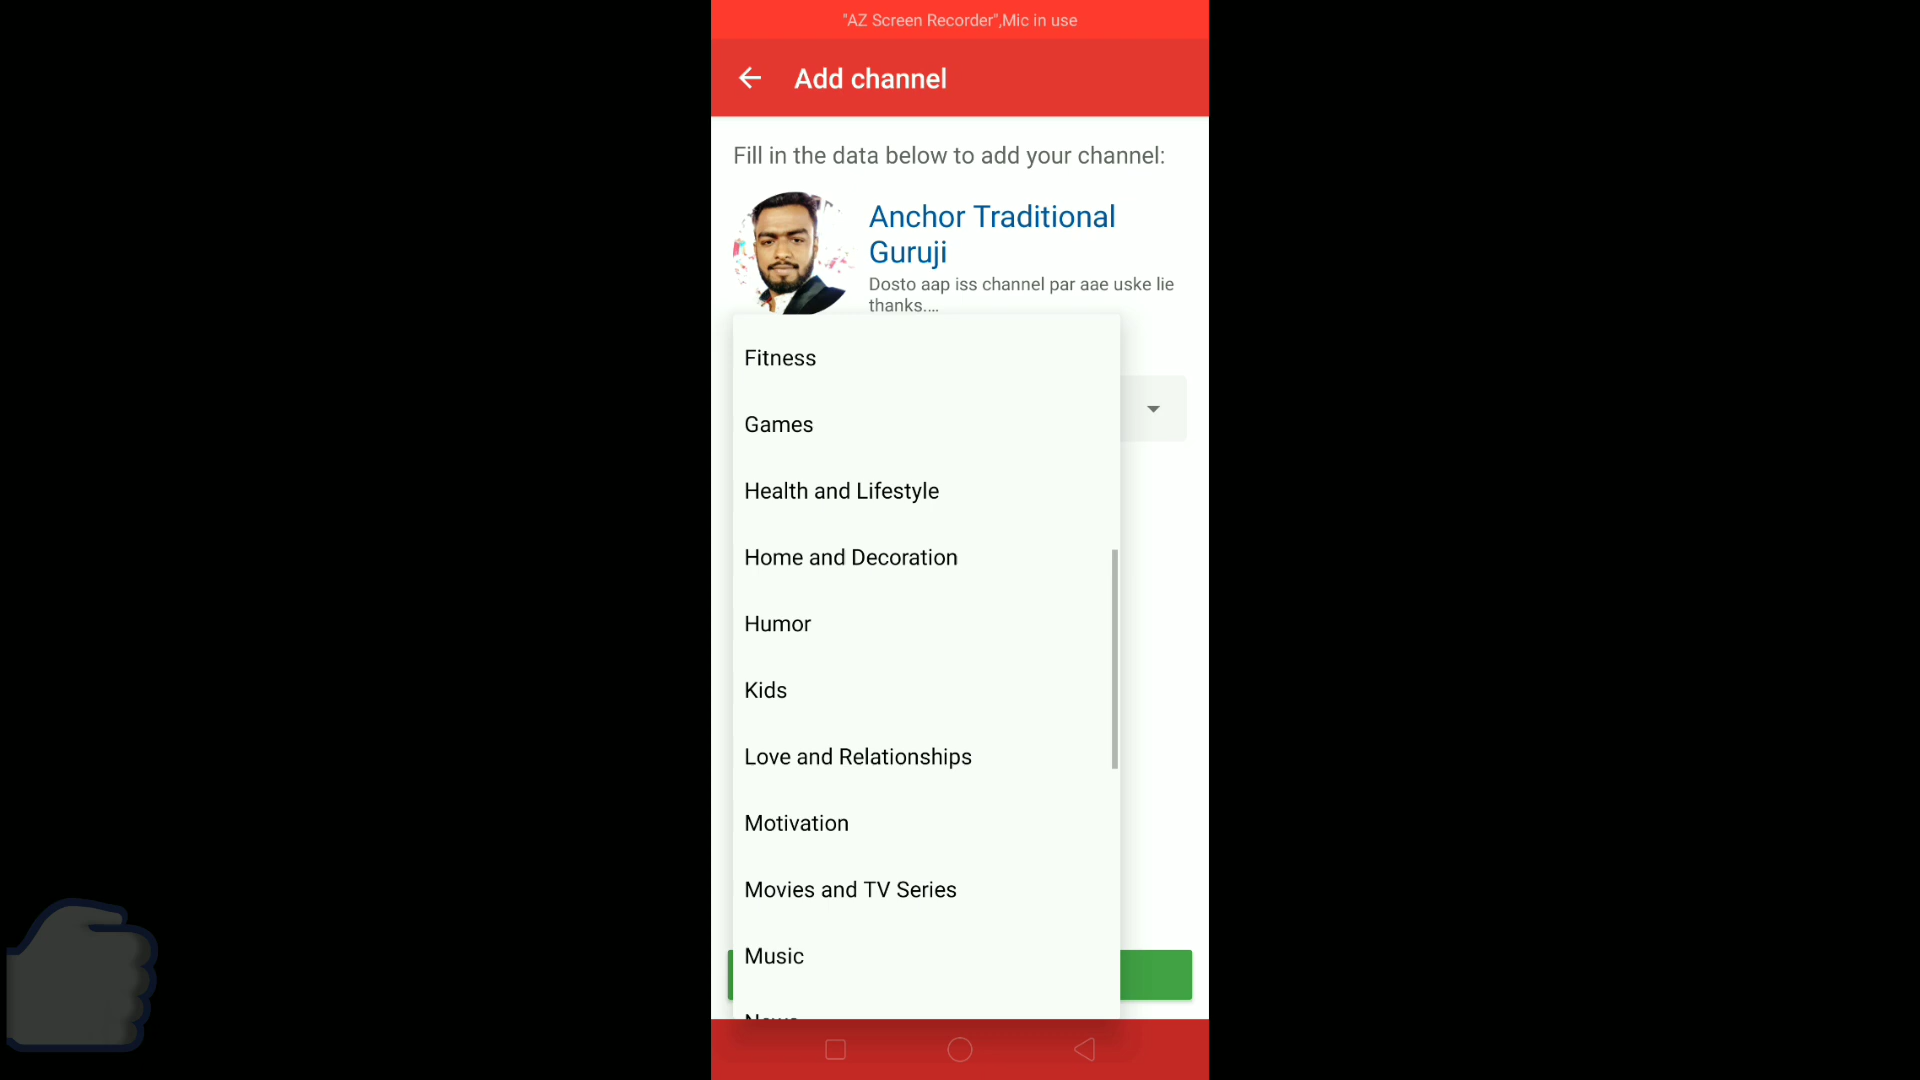 "AZ Screen Recorder",Mic in use
Add channel
Fill in the data below to add your channel:
Anchor Traditional
Guruji
Dosto aap iss channel par aae uske lie
thanks....
Fitness
Games
Health and Lifestyle
Home and Decoration
Humor
Kids
Love and Relationships
Motivation
Movies and TV Series
Music